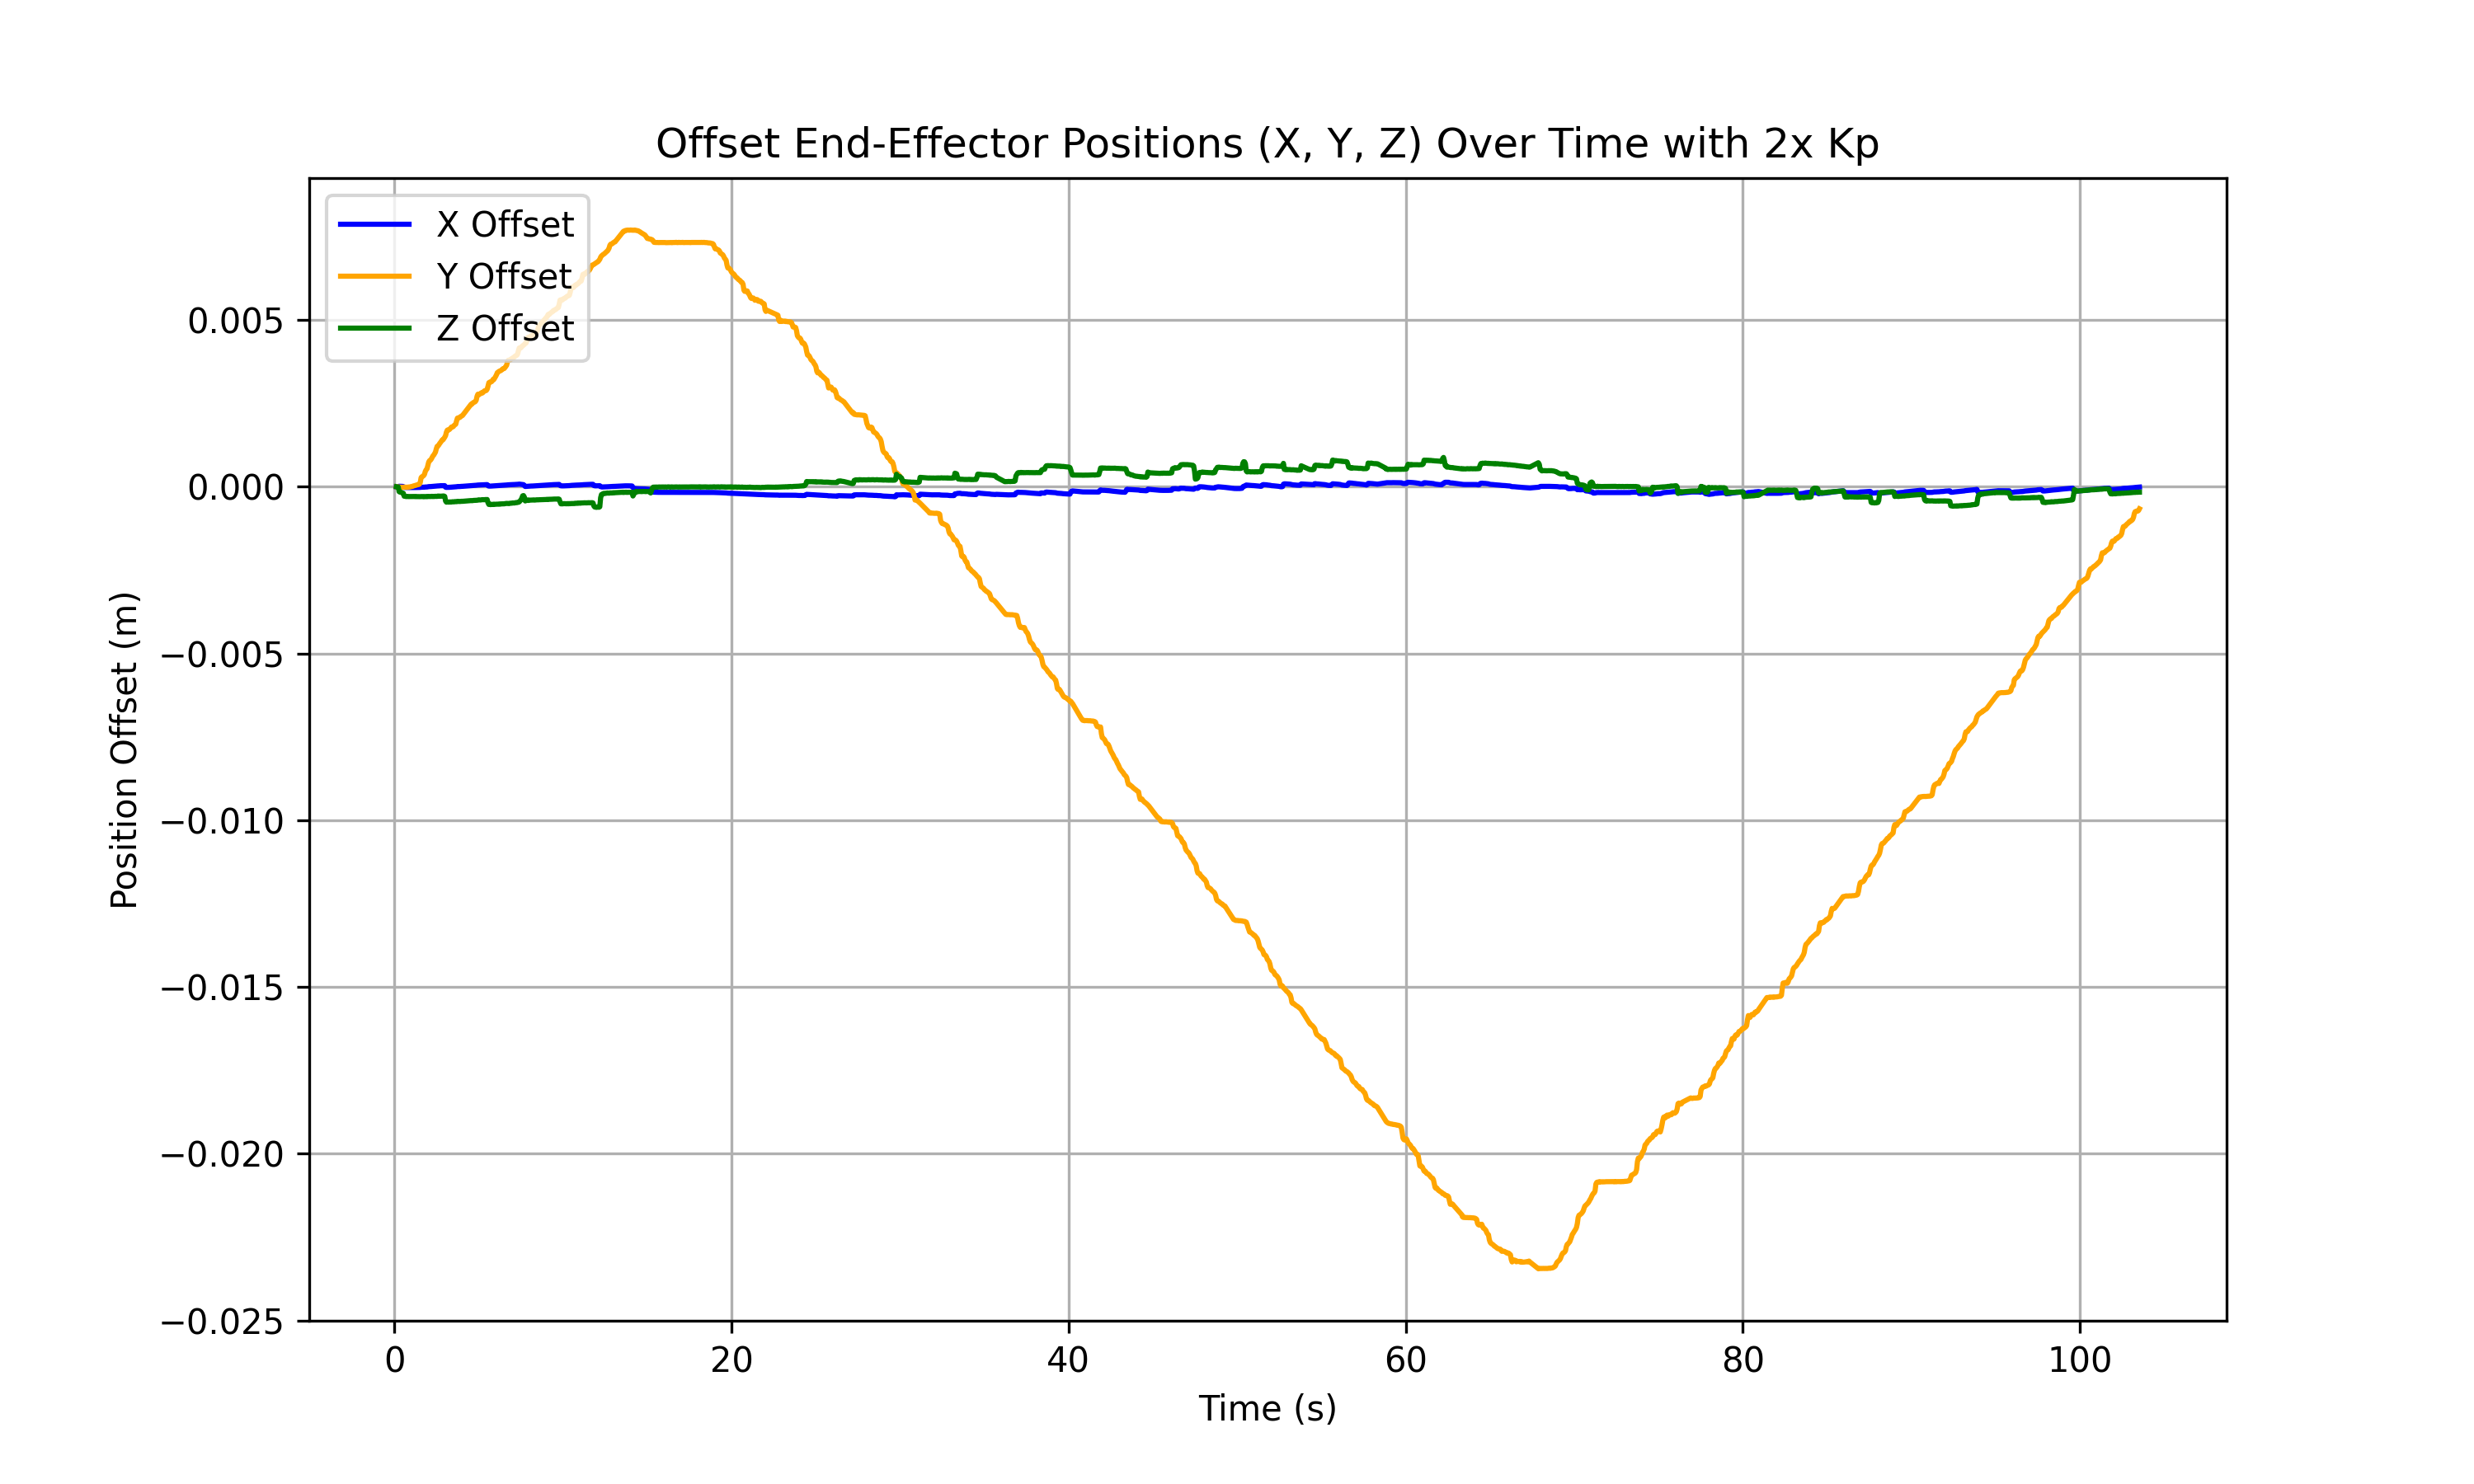 Offset End-Effector Positions (X, Y, Z) Over Time with 2x Kp
X Offset
Y Offset
Z Offset
0.005
0.000
−0.005
−0.010
−0.015
−0.020
−0.025
Position Offset (m)
0
20
40
60
80
100
Time (s)